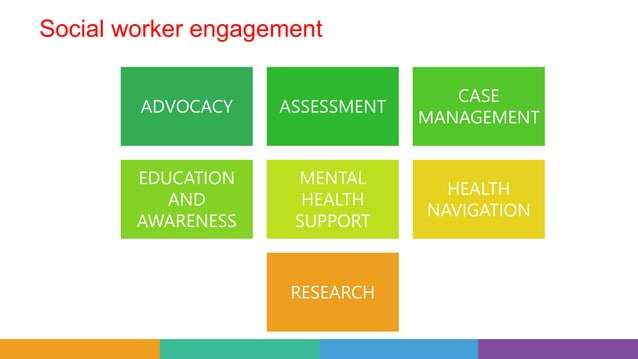 Social worker engagement
ADVOCACY
ASSESSMENT
CASE
MANAGEMENT
EDUCATION
AND
AWARENESS
MENTAL
HEALTH
SUPPORT
HEALTH
NAVIGATION
RESEARCH